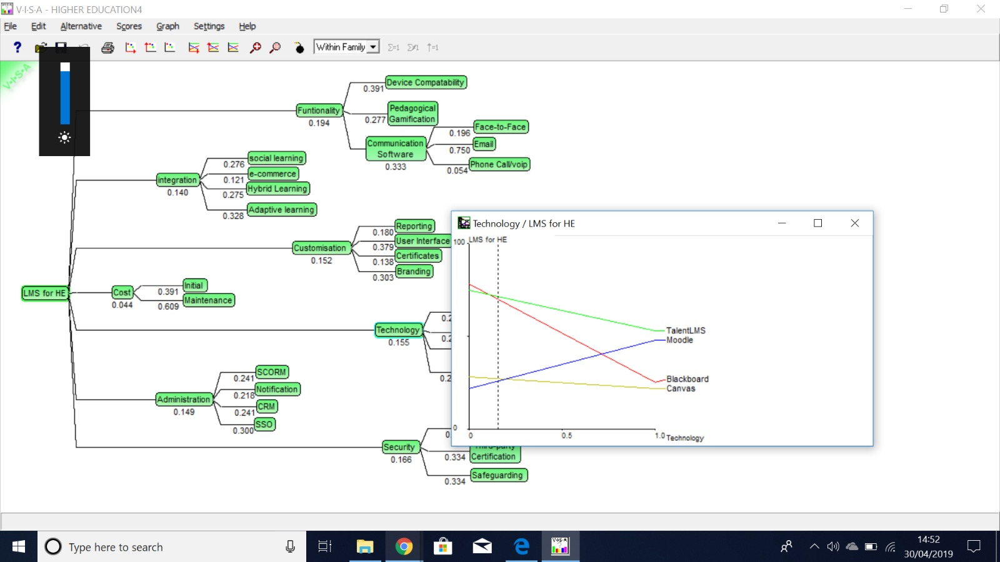 V·I·S·A - HIGHER EDUCATION4
File Edit Alternative Scores Graph Settings Help
? Within Family Σ=1 Σ≠1 ↑=1
V·I·S·A
Device Compatability
0.391
Funtionality
0.194
Pedagogical
Gamification
0.277
Face-to-Face
0.196
Communication
Software
0.333
Email
0.750
Phone Call/voip
0.054
social learning
0.276
e-commerce
0.121
integration
0.140
Hybrid Learning
0.275
Adaptive learning
0.328
Reporting
0.180
User Interface
0.379
Customisation
0.152
Certificates
0.138
Branding
0.303
LMS for HE
Cost
0.044
Initial
0.391
Maintenance
0.609
Technology
0.155
0.2
0.2
0.2
SCORM
0.241
Notification
0.218
Administration
0.149
CRM
0.241
SSO
0.300
Security
0.166
0.
Third-party
Certification
0.334
Safeguarding
0.334
Technology / LMS for HE
100
LMS for HE
TalentLMS
Moodle
Blackboard
Canvas
0
0 0.5 1.0 Technology
Type here to search
14:52
30/04/2019